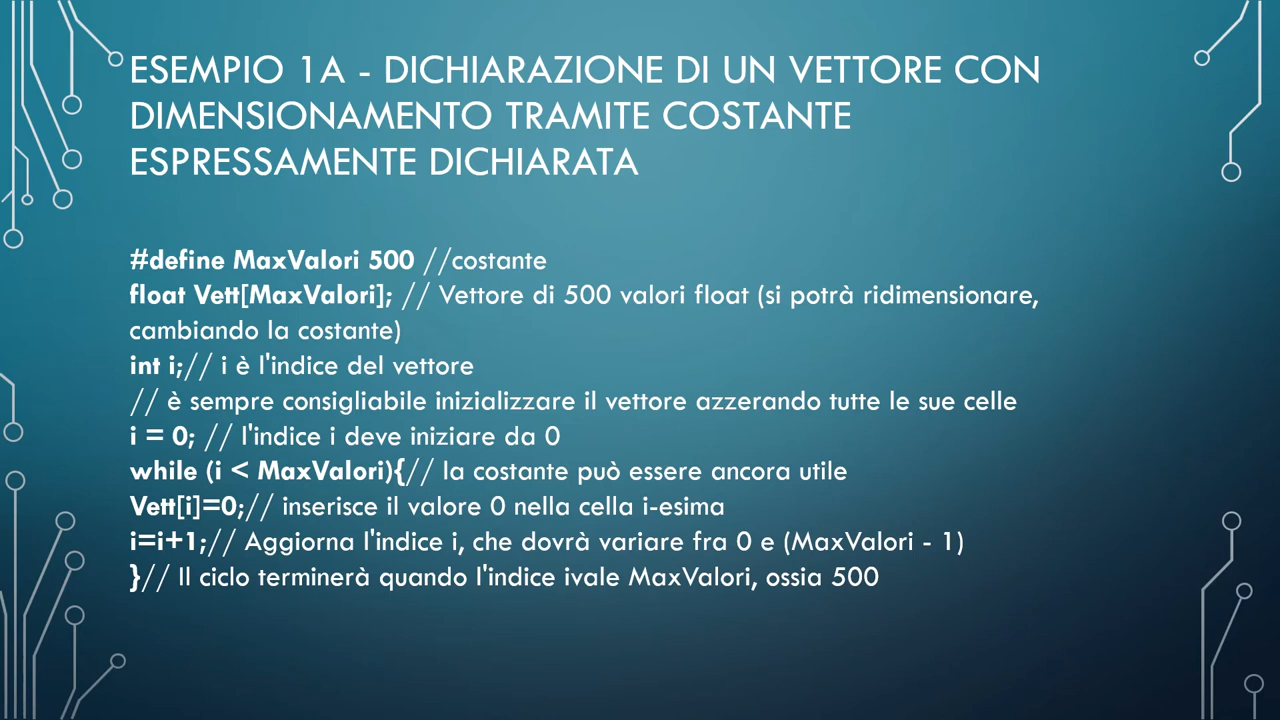 ESEMPIO 1A - DICHIARAZIONE DI UN VETTORE CON
DIMENSIONAMENTO TRAMITE COSTANTE
ESPRESSAMENTE DICHIARATA
#define MaxValori 500 //costante
float Vett[MaxValori]; // Vettore di 500 valori float (si potrà ridimensionare,
cambiando la costante)
int i;// i è l'indice del vettore
// è sempre consigliabile inizializzare il vettore azzerando tutte le sue celle
i = 0; // l'indice i deve iniziare da 0
while (i < MaxValori){// la costante può essere ancora utile
Vett[i]=0;// inserisce il valore 0 nella cella i-esima
i=i+1;// Aggiorna l'indice i, che dovrà variare fra 0 e (MaxValori - 1)
}// Il ciclo terminerà quando l'indice ivale MaxValori, ossia 500